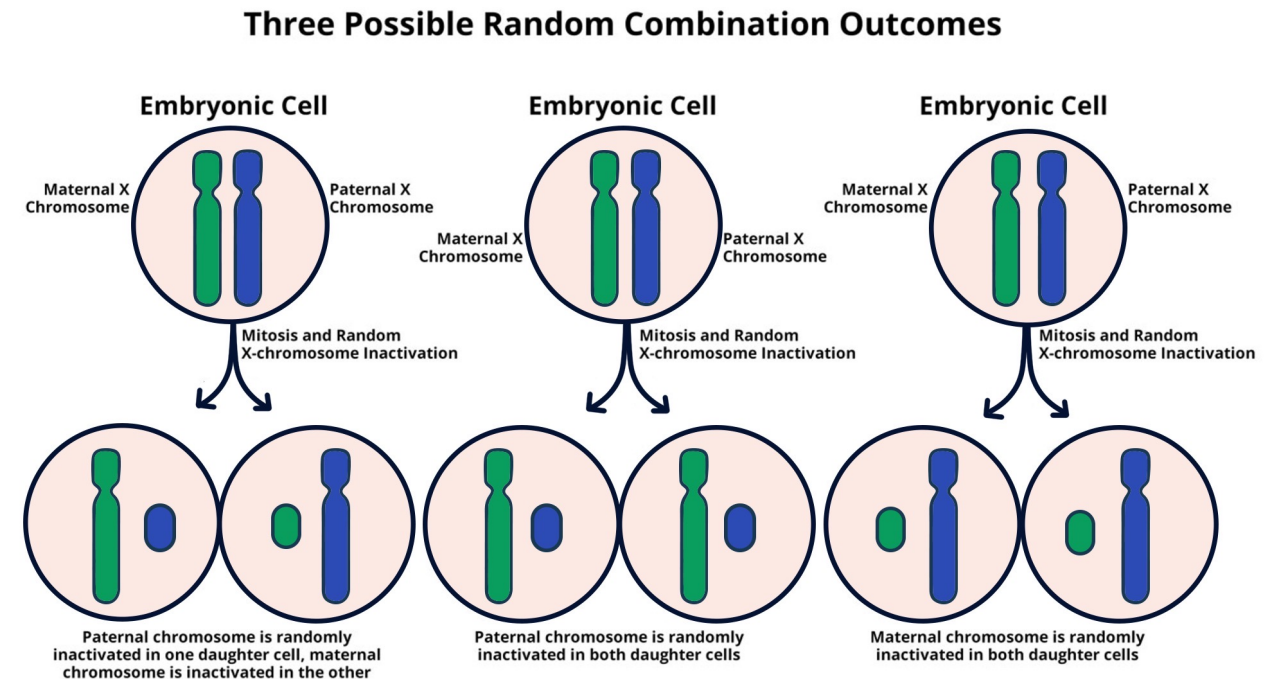 Three Possible Random Combination Outcomes
Embryonic Cell
Maternal X
Chromosome
Paternal X
Chromosome
Mitosis and Random
X-chromosome Inactivation
Paternal chromosome is randomly
inactivated in one daughter cell, maternal
chromosome is inactivated in the other
Embryonic Cell
Maternal X
Chromosome
Paternal X
Chromosome
Mitosis and Random
X-chromosome Inactivation
Paternal chromosome is randomly
inactivated in both daughter cells
Embryonic Cell
Maternal X
Chromosome
Paternal X
Chromosome
Mitosis and Random
X-chromosome Inactivation
Maternal chromosome is randomly
inactivated in both daughter cells